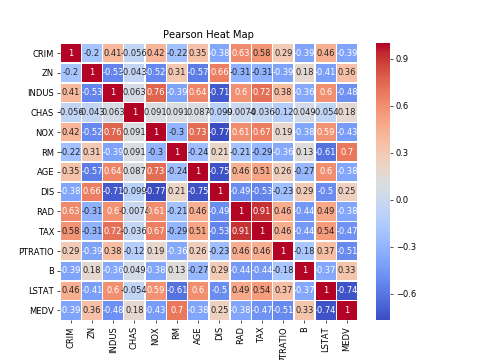 Pearson Heat Map
CRIM 1 -0.2 0.41 -0.056 0.42 -0.22 0.35 -0.38 0.63 0.58 0.29 -0.39 0.46 -0.39
ZN -0.2 1 -0.53 -0.043 -0.52 0.31 -0.57 0.66 -0.31 -0.31 -0.39 0.18 -0.41 0.36
INDUS 0.41 -0.53 1 0.063 0.76 -0.39 0.64 -0.71 0.6 0.72 0.38 -0.36 0.6 -0.48
CHAS -0.056 -0.043 0.063 1 0.091 0.091 0.087 -0.099 -0.0074 -0.036 -0.12 0.049 -0.054 0.18
NOX 0.42 -0.52 0.76 0.091 1 -0.3 0.73 -0.77 0.61 0.67 0.19 -0.38 0.59 -0.43
RM -0.22 0.31 -0.39 0.091 -0.3 1 -0.24 0.21 -0.21 -0.29 -0.36 0.13 -0.61 0.7
AGE 0.35 -0.57 0.64 0.087 0.73 -0.24 1 -0.75 0.46 0.51 0.26 -0.27 0.6 -0.38
DIS -0.38 0.66 -0.71 -0.099 -0.77 0.21 -0.75 1 -0.49 -0.53 -0.23 0.29 -0.5 0.25
RAD 0.63 -0.31 0.6 -0.0074 0.61 -0.21 0.46 -0.49 1 0.91 0.46 -0.44 0.49 -0.38
TAX 0.58 -0.31 0.72 -0.036 0.67 -0.29 0.51 -0.53 0.91 1 0.46 -0.44 0.54 -0.47
PTRATIO 0.29 -0.39 0.38 -0.12 0.19 -0.36 0.26 -0.23 0.46 0.46 1 -0.18 0.37 -0.51
B -0.39 0.18 -0.36 0.049 -0.38 0.13 -0.27 0.29 -0.44 -0.44 -0.18 1 -0.37 0.33
LSTAT 0.46 -0.41 0.6 -0.054 0.59 -0.61 0.6 -0.5 0.49 0.54 0.37 -0.37 1 -0.74
MEDV -0.39 0.36 -0.48 0.18 -0.43 0.7 -0.38 0.25 -0.38 -0.47 -0.51 0.33 -0.74 1
CRIM ZN INDUS CHAS NOX RM AGE DIS RAD TAX PTRATIO B LSTAT MEDV
0.9
0.6
0.3
0.0
−0.3
−0.6